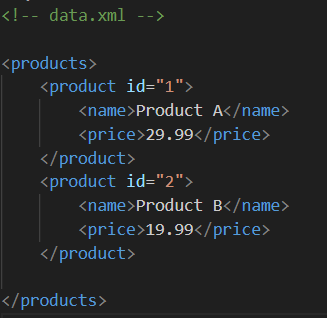 <!-- data.xml -->
<products>
    <product id="1">
        <name>Product A</name>
        <price>29.99</price>
    </product>
    <product id="2">
        <name>Product B</name>
        <price>19.99</price>
    </product>
</products>